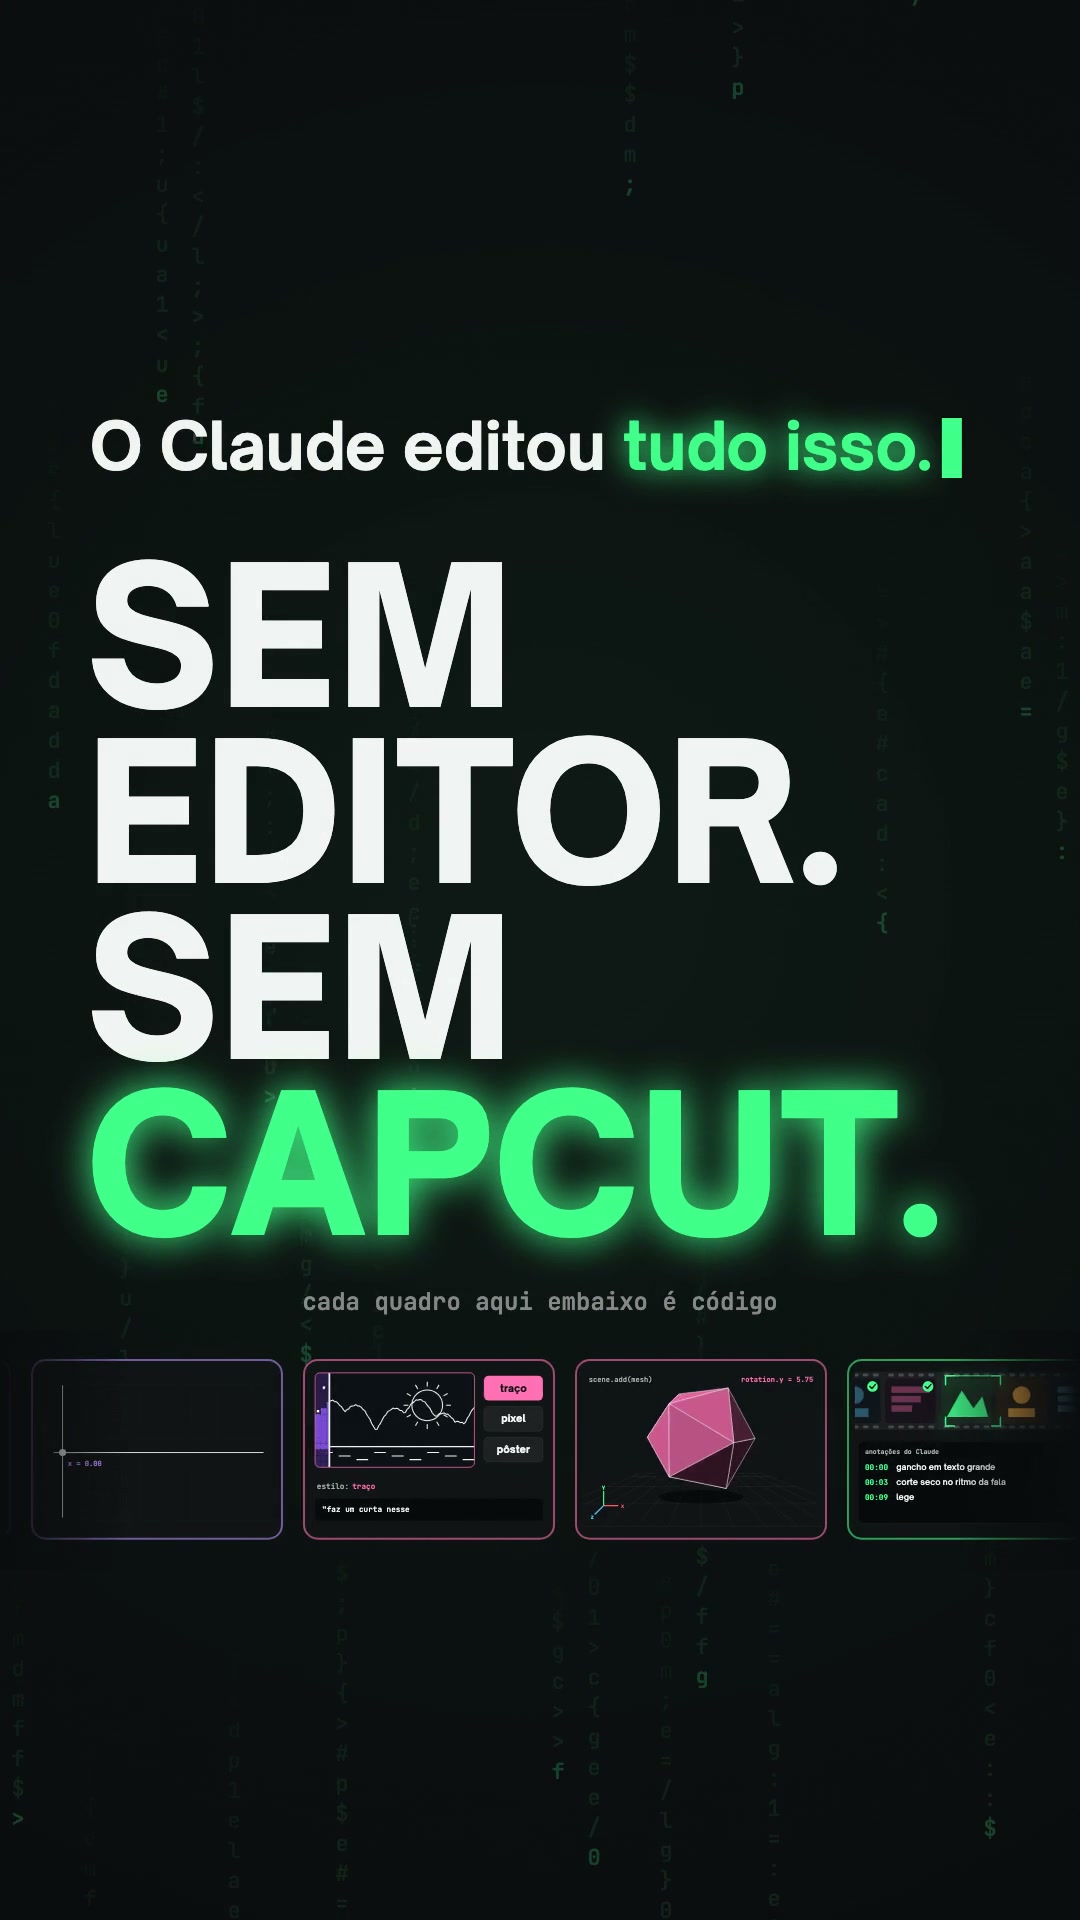 O Claude editou tudo isso.
SEM
EDITOR.
SEM
CAPCUT.
cada quadro aqui embaixo é código
x = 0.00
traço
pixel
pôster
estilo: traço
"faz um curta nesse
scene.add(mesh)
rotation.y = 5.75
Y
X
Z
anotações do Claude
00:00 gancho em texto grande
00:03 corte seco no ritmo da fala
00:09 lege